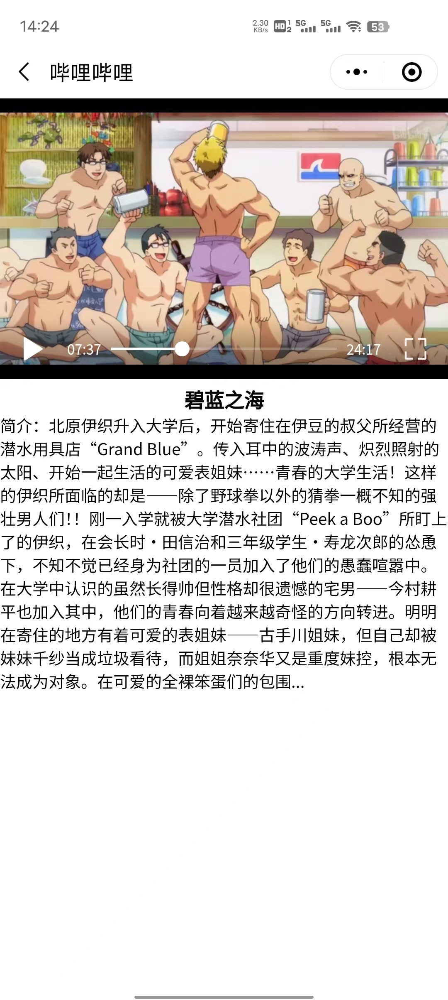 14:24
2.30 KB/s HD 1 2 5G 5G 53
哔哩哔哩
bilibili
07:37 24:17
碧蓝之海
简介：北原伊织升入大学后，开始寄住在伊豆的叔父所经营的
潜水用具店“Grand Blue”。传入耳中的波涛声、炽烈照射的
太阳、开始一起生活的可爱表姐妹……青春的大学生活！这样
的伊织所面临的却是——除了野球拳以外的猜拳一概不知的强
壮男人们！！刚一入学就被大学潜水社团“Peek a Boo”所盯上
了的伊织，在会长时・田信治和三年级学生・寿龙次郎的怂恿
下，不知不觉已经身为社团的一员加入了他们的愚蠢喧嚣中。
在大学中认识的虽然长得帅但性格却很遗憾的宅男——今村耕
平也加入其中，他们的青春向着越来越奇怪的方向转进。明明
在寄住的地方有着可爱的表姐妹——古手川姐妹，但自己却被
妹妹千纱当成垃圾看待，而姐姐奈奈华又是重度妹控，根本无
法成为对象。在可爱的全裸笨蛋们的包围...